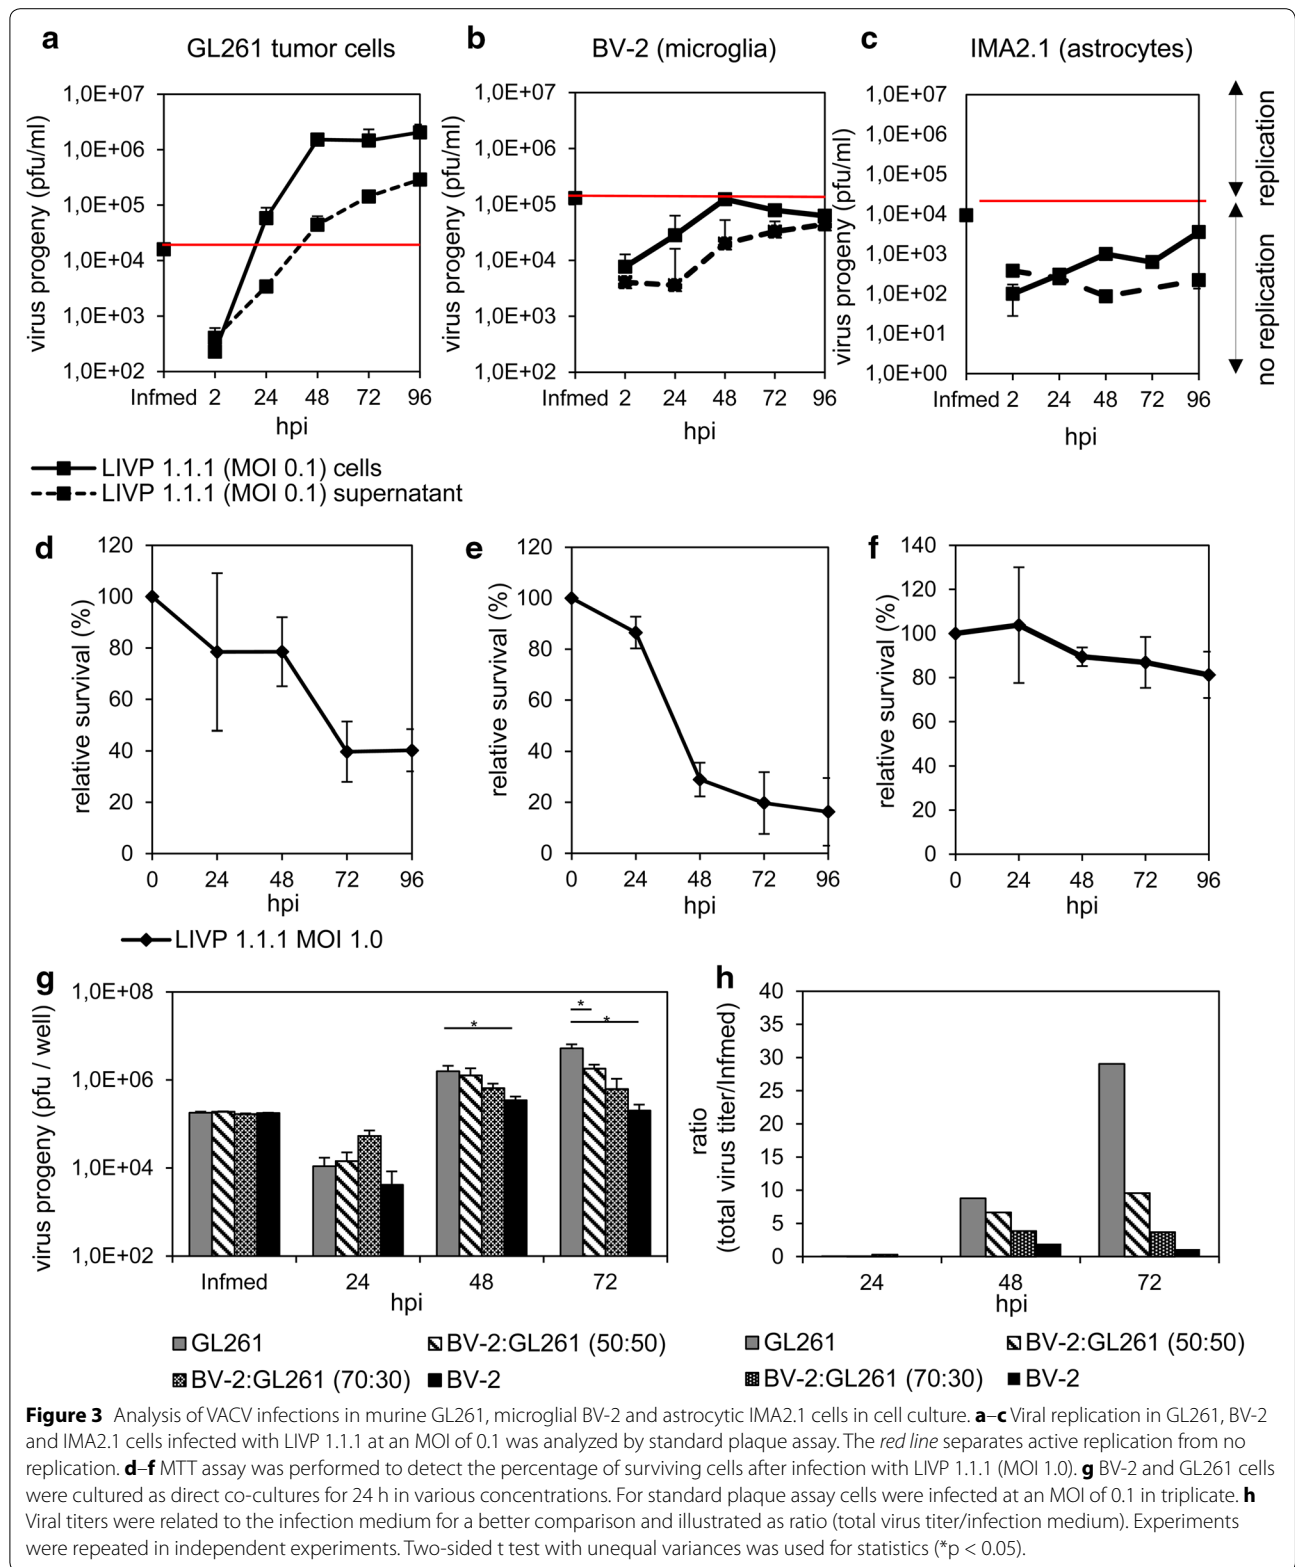 a
GL261 tumor cells
b
BV-2 (microglia)
c
IMA2.1 (astrocytes)
virus progeny (pfu/ml)
1,0E+07
1,0E+06
1,0E+05
1,0E+04
1,0E+03
1,0E+02
Infmed 2 24 48 72 96
hpi
virus progeny (pfu/ml)
1,0E+07
1,0E+06
1,0E+05
1,0E+04
1,0E+03
1,0E+02
Infmed 2 24 48 72 96
hpi
virus progeny (pfu/ml)
1,0E+07
1,0E+06
1,0E+05
1,0E+04
1,0E+03
1,0E+02
1,0E+01
1,0E+00
Infmed 2 24 48 72 96
hpi
replication
no replication
LIVP 1.1.1 (MOI 0.1) cells
LIVP 1.1.1 (MOI 0.1) supernatant
d
relative survival (%)
120
100
80
60
40
20
0
0 24 48 72 96
hpi
e
relative survival (%)
120
100
80
60
40
20
0
0 24 48 72 96
hpi
f
relative survival (%)
140
120
100
80
60
40
20
0
0 24 48 72 96
hpi
LIVP 1.1.1 MOI 1.0
g
virus progeny (pfu / well)
1,0E+08
1,0E+06
1,0E+04
1,0E+02
*
*
*
Infmed 24 48 72
hpi
GL261 BV-2:GL261 (50:50)
BV-2:GL261 (70:30) BV-2
h
ratio
(total virus titer/Infmed)
40
35
30
25
20
15
10
5
0
24 48 72
hpi
GL261 BV-2:GL261 (50:50)
BV-2:GL261 (70:30) BV-2
Figure 3 Analysis of VACV infections in murine GL261, microglial BV-2 and astrocytic IMA2.1 cells in cell culture. a–c Viral replication in GL261, BV-2
and IMA2.1 cells infected with LIVP 1.1.1 at an MOI of 0.1 was analyzed by standard plaque assay. The red line separates active replication from no
replication. d–f MTT assay was performed to detect the percentage of surviving cells after infection with LIVP 1.1.1 (MOI 1.0). g BV-2 and GL261 cells
were cultured as direct co-cultures for 24 h in various concentrations. For standard plaque assay cells were infected at an MOI of 0.1 in triplicate. h
Viral titers were related to the infection medium for a better comparison and illustrated as ratio (total virus titer/infection medium). Experiments
were repeated in independent experiments. Two-sided t test with unequal variances was used for statistics (*p < 0.05).